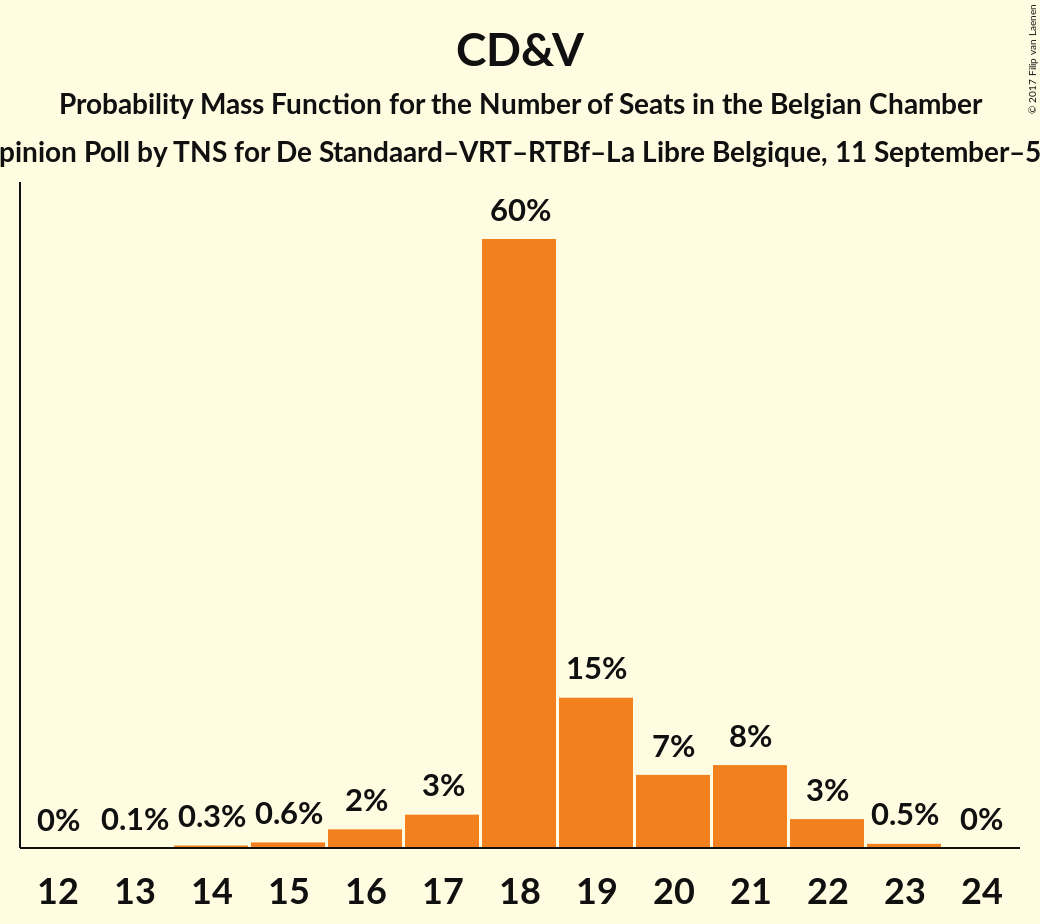 CD&V
Probability Mass Function for the Number of Seats in the Belgian Chamber
pinion Poll by TNS for De Standaard–VRT–RTBf–La Libre Belgique, 11 September–5
© 2017 Filip van Laenen
60%
15%
8%
7%
3%
3%
2%
0% 0.1% 0.3% 0.6% 0.5% 0%
12 13 14 15 16 17 18 19 20 21 22 23 24